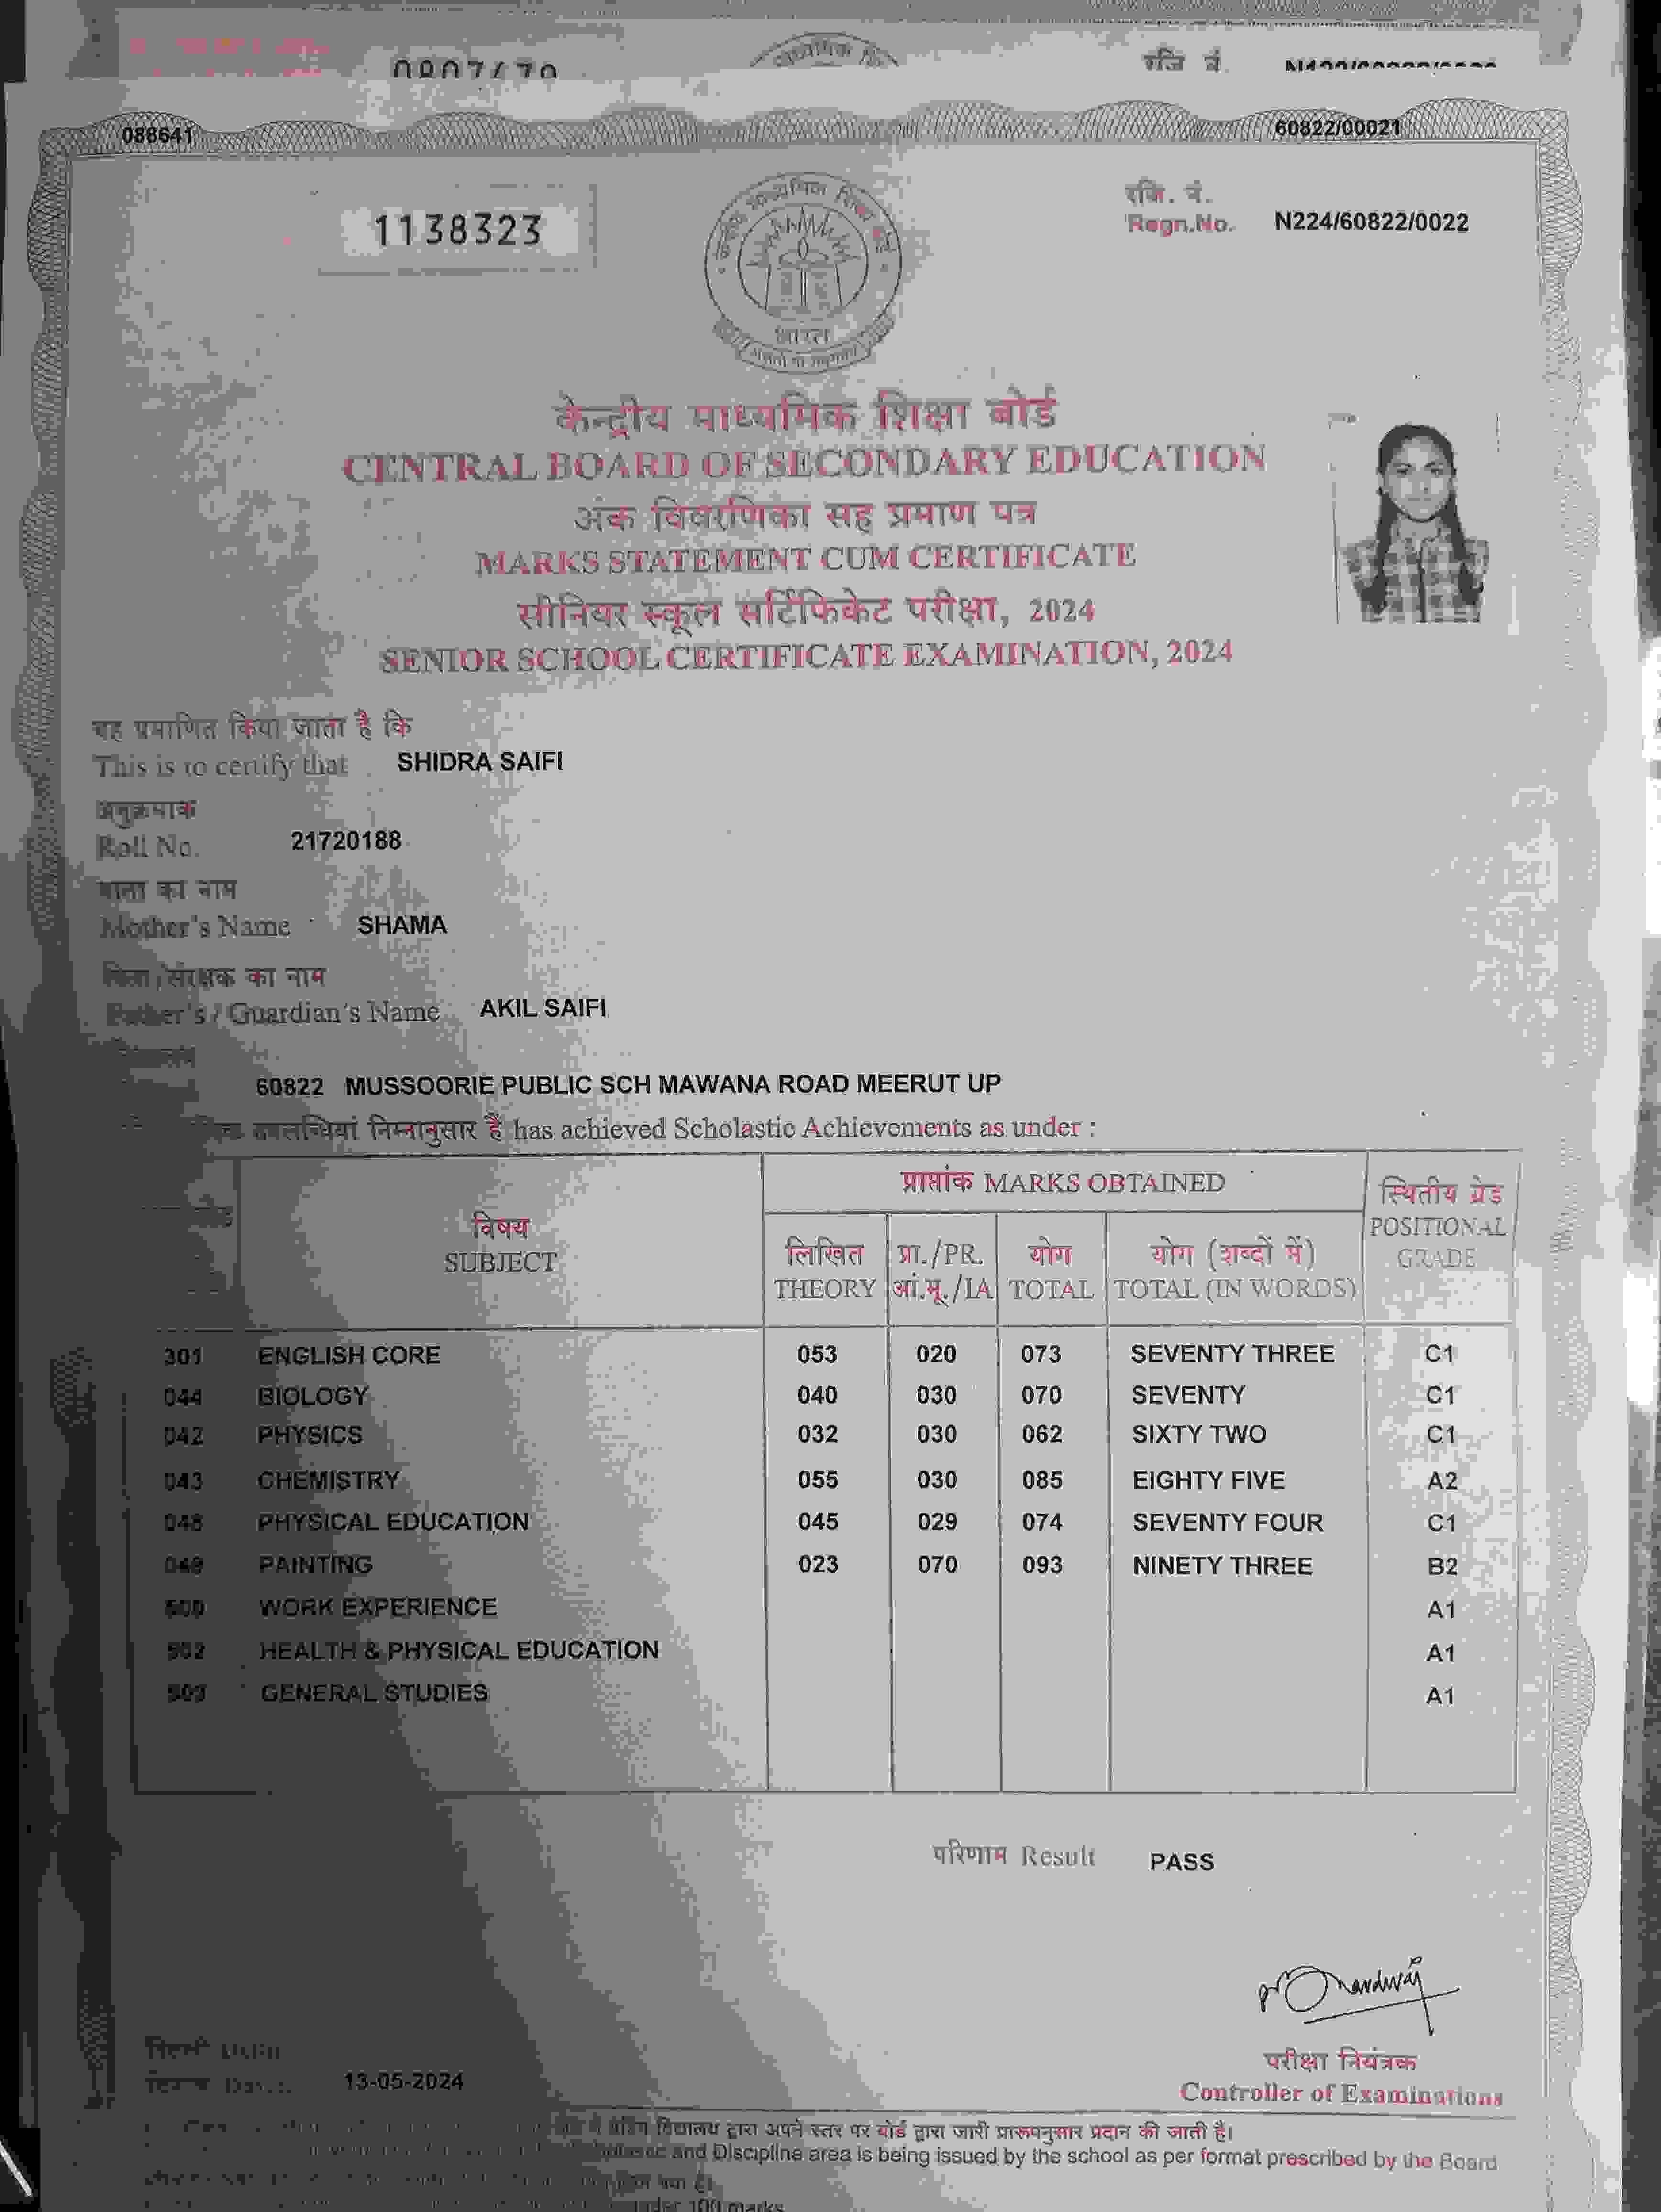 088641
60822/00021
1138323
रजि. नं.
Regn.No. N224/60822/0022
भारत
केन्द्रीय माध्यमिक शिक्षा बोर्ड
CENTRAL BOARD OF SECONDARY EDUCATION
अंक विवरणिका सह प्रमाण पत्र
MARKS STATEMENT CUM CERTIFICATE
सीनियर स्कूल सर्टिफिकेट परीक्षा, 2024
SENIOR SCHOOL CERTIFICATE EXAMINATION, 2024
यह प्रमाणित किया जाता है कि
This is to certify that SHIDRA SAIFI
अनुक्रमांक
Roll No. 21720188
माता का नाम
Mother's Name SHAMA
पिता / संरक्षक का नाम
Father's / Guardian's Name AKIL SAIFI
60822 MUSSOORIE PUBLIC SCH MAWANA ROAD MEERUT UP
उपलब्धियां निम्नानुसार हैं has achieved Scholastic Achievements as under :
विषय
SUBJECT
प्राप्तांक MARKS OBTAINED
लिखित
THEORY
प्रा./PR.
आं.मू./IA
योग
TOTAL
योग (शब्दों में)
TOTAL (IN WORDS)
स्थितीय ग्रेड
POSITIONAL
GRADE
301 ENGLISH CORE 053 020 073 SEVENTY THREE C1
044 BIOLOGY 040 030 070 SEVENTY C1
042 PHYSICS 032 030 062 SIXTY TWO C1
043 CHEMISTRY 055 030 085 EIGHTY FIVE A2
048 PHYSICAL EDUCATION 045 029 074 SEVENTY FOUR C1
049 PAINTING 023 070 093 NINETY THREE B2
500 WORK EXPERIENCE A1
502 HEALTH & PHYSICAL EDUCATION A1
503 GENERAL STUDIES A1
परिणाम Result PASS
दिल्ली Delhi
दिनांक Dated 13-05-2024
परीक्षा नियंत्रक
Controller of Examinations
विद्यालय द्वारा अपने स्तर पर बोर्ड द्वारा जारी प्रारूपनुसार प्रदान की जाती है।
and Discipline area is being issued by the school as per format prescribed by the Board
under 100 marks